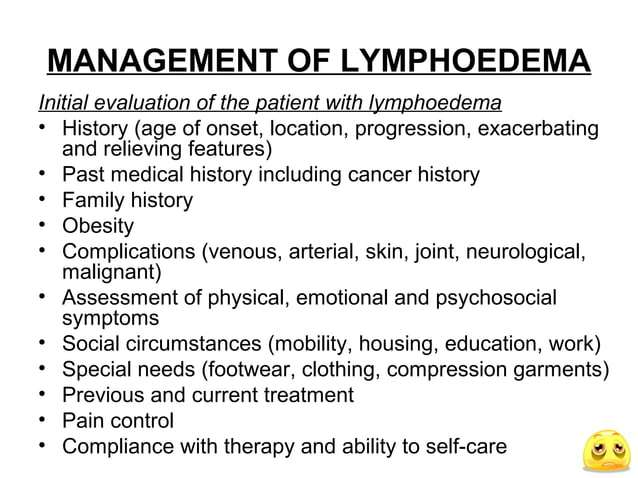 MANAGEMENT OF LYMPHOEDEMA
Initial evaluation of the patient with lymphoedema
• History (age of onset, location, progression, exacerbating
and relieving features)
• Past medical history including cancer history
• Family history
• Obesity
• Complications (venous, arterial, skin, joint, neurological,
malignant)
• Assessment of physical, emotional and psychosocial
symptoms
• Social circumstances (mobility, housing, education, work)
• Special needs (footwear, clothing, compression garments)
• Previous and current treatment
• Pain control
• Compliance with therapy and ability to self-care